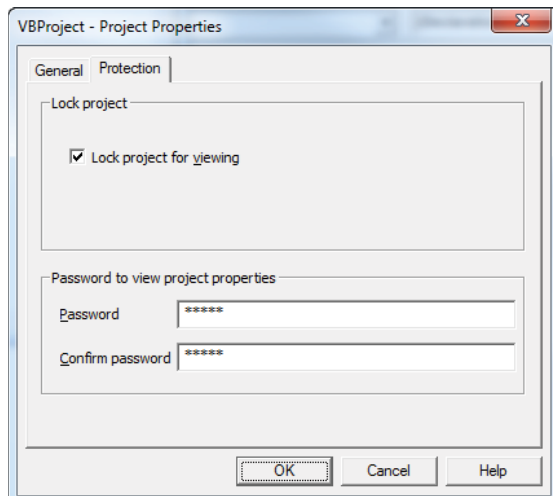 VBProject - Project Properties
General Protection
Lock project
Lock project for viewing
Password to view project properties
Password *****
Confirm password *****
OK Cancel Help